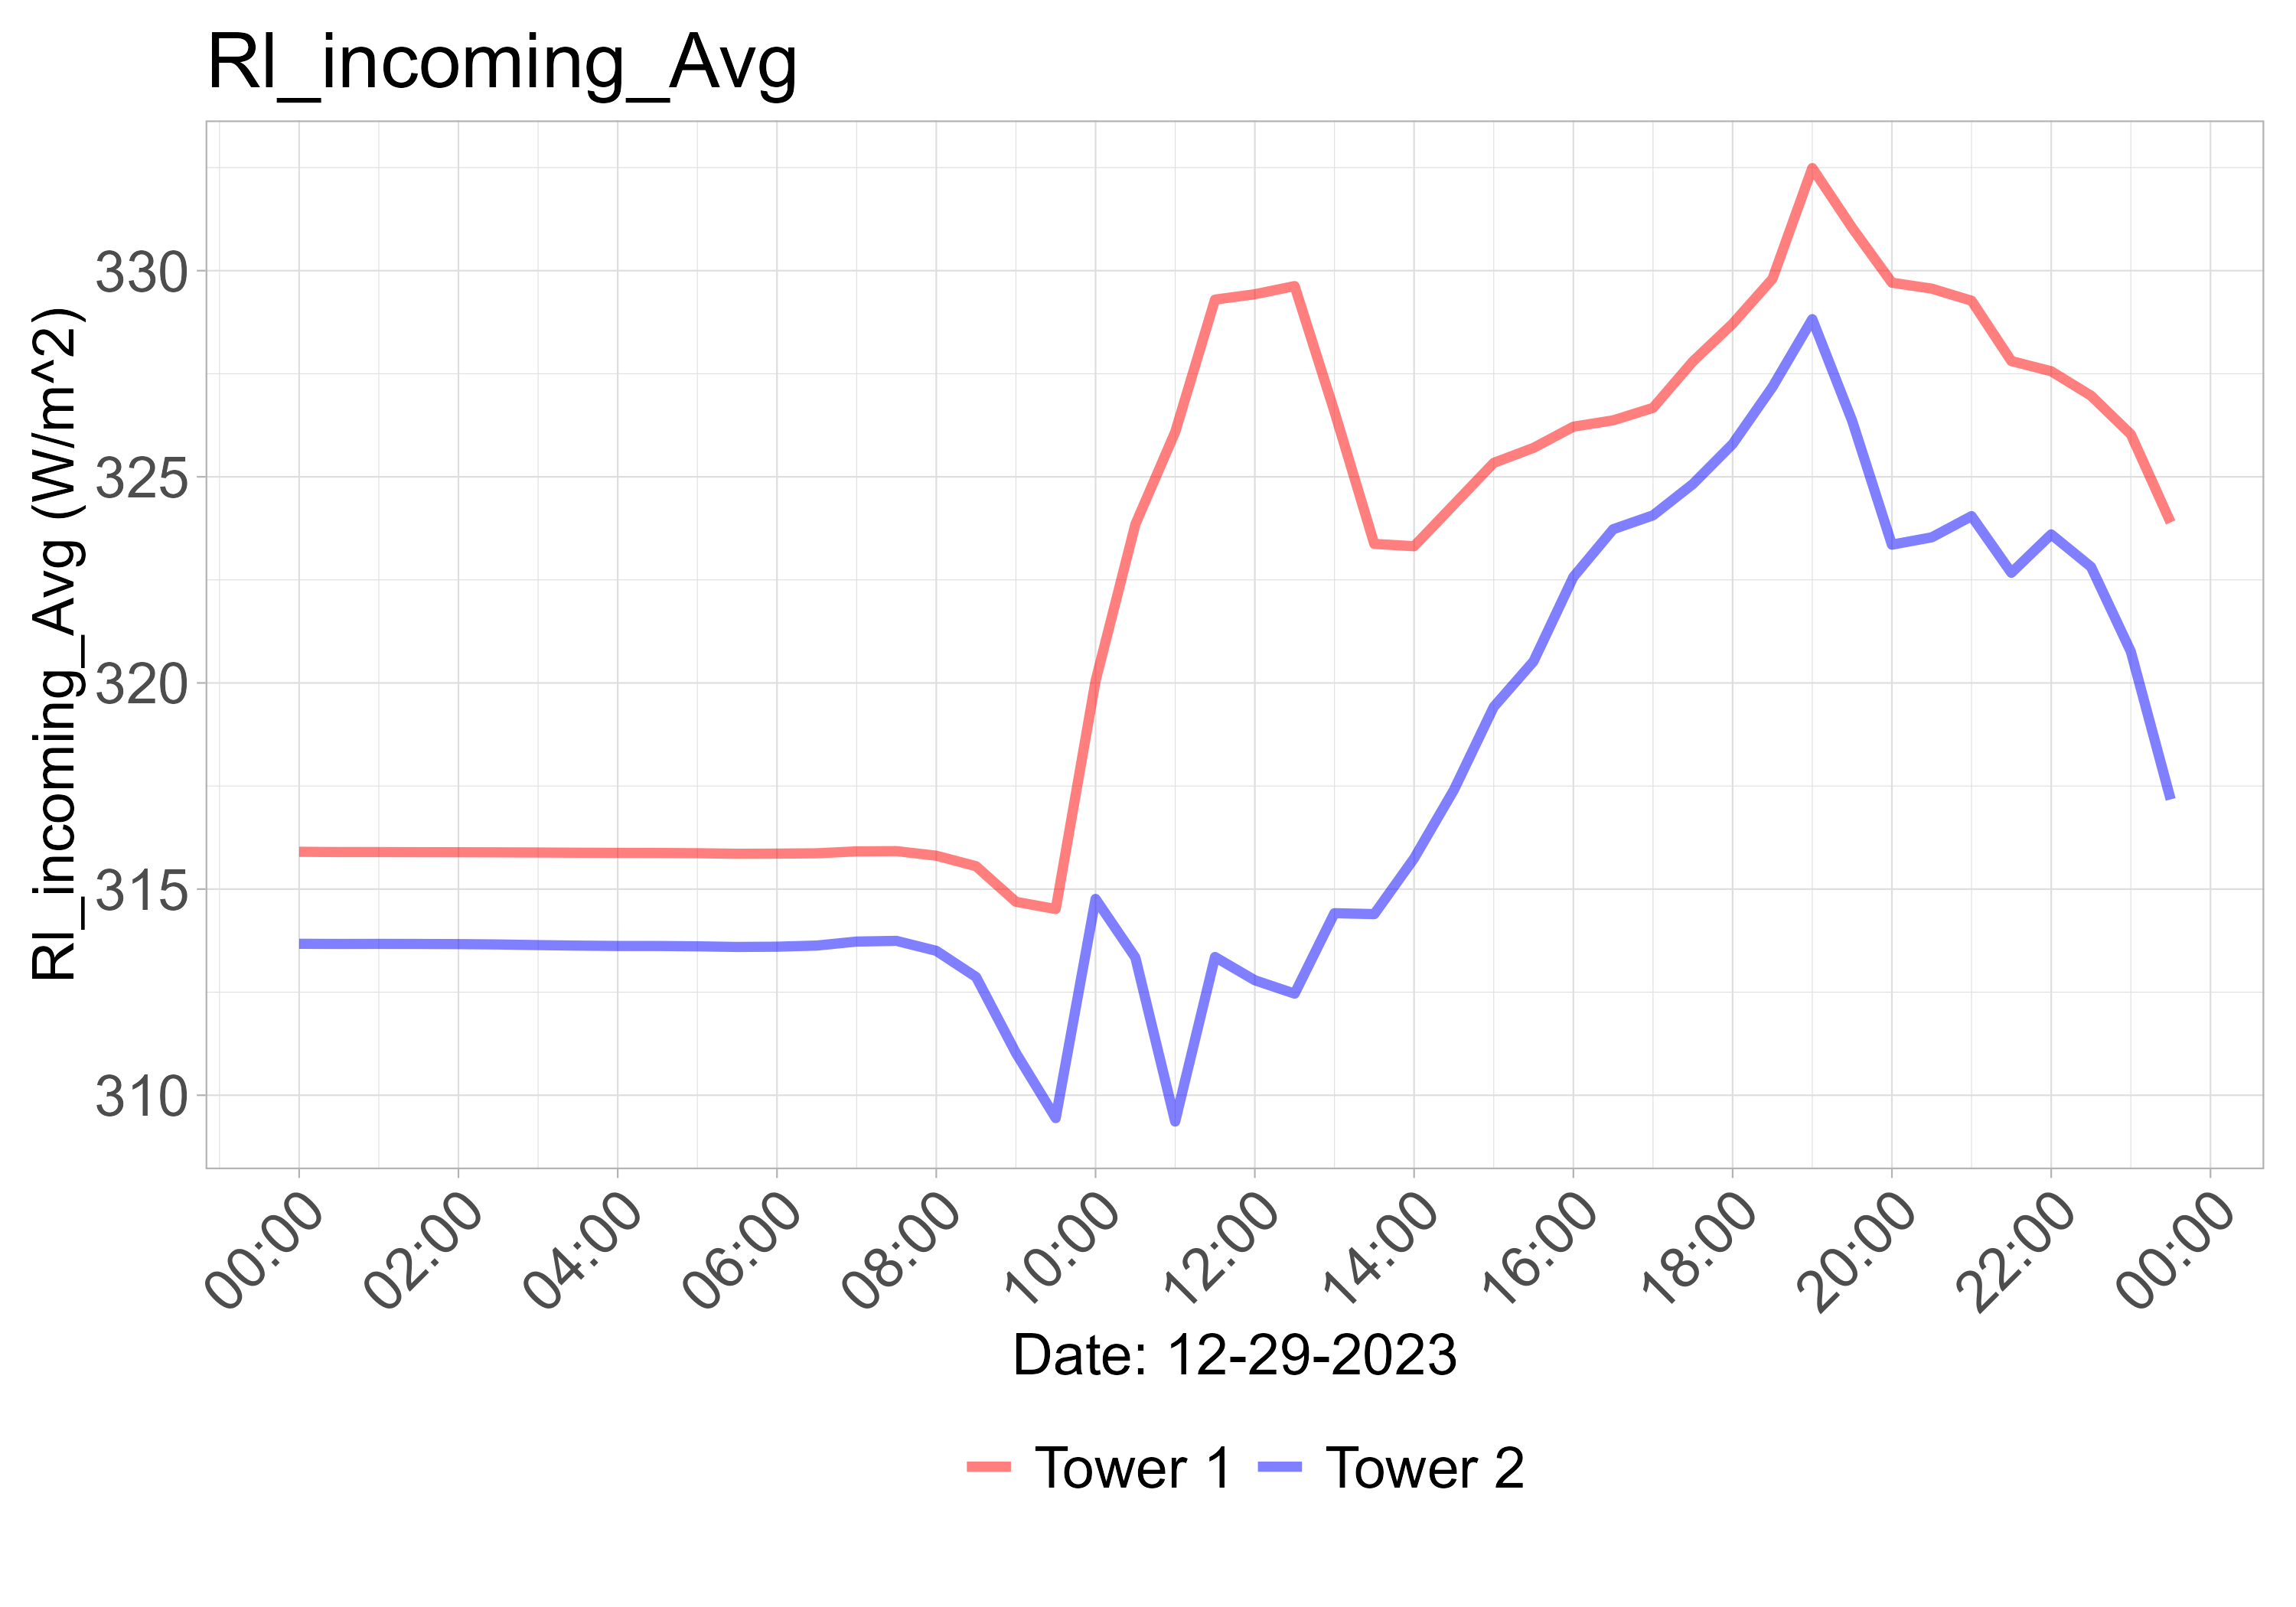 Rl_incoming_Avg
Rl_incoming_Avg (W/m^2)
330
325
320
315
310
00:00 02:00 04:00 06:00 08:00 10:00 12:00 14:00 16:00 18:00 20:00 22:00 00:00
Date: 12-29-2023
Tower 1 Tower 2